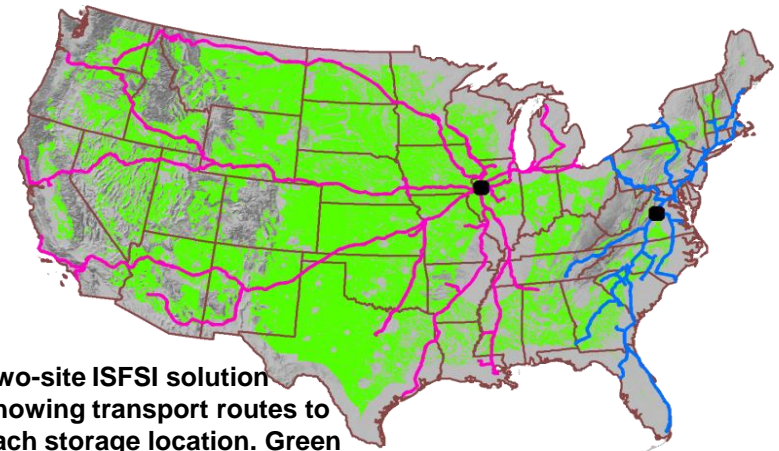 wo-site ISFSI solution
howing transport routes to
ach storage location. Green